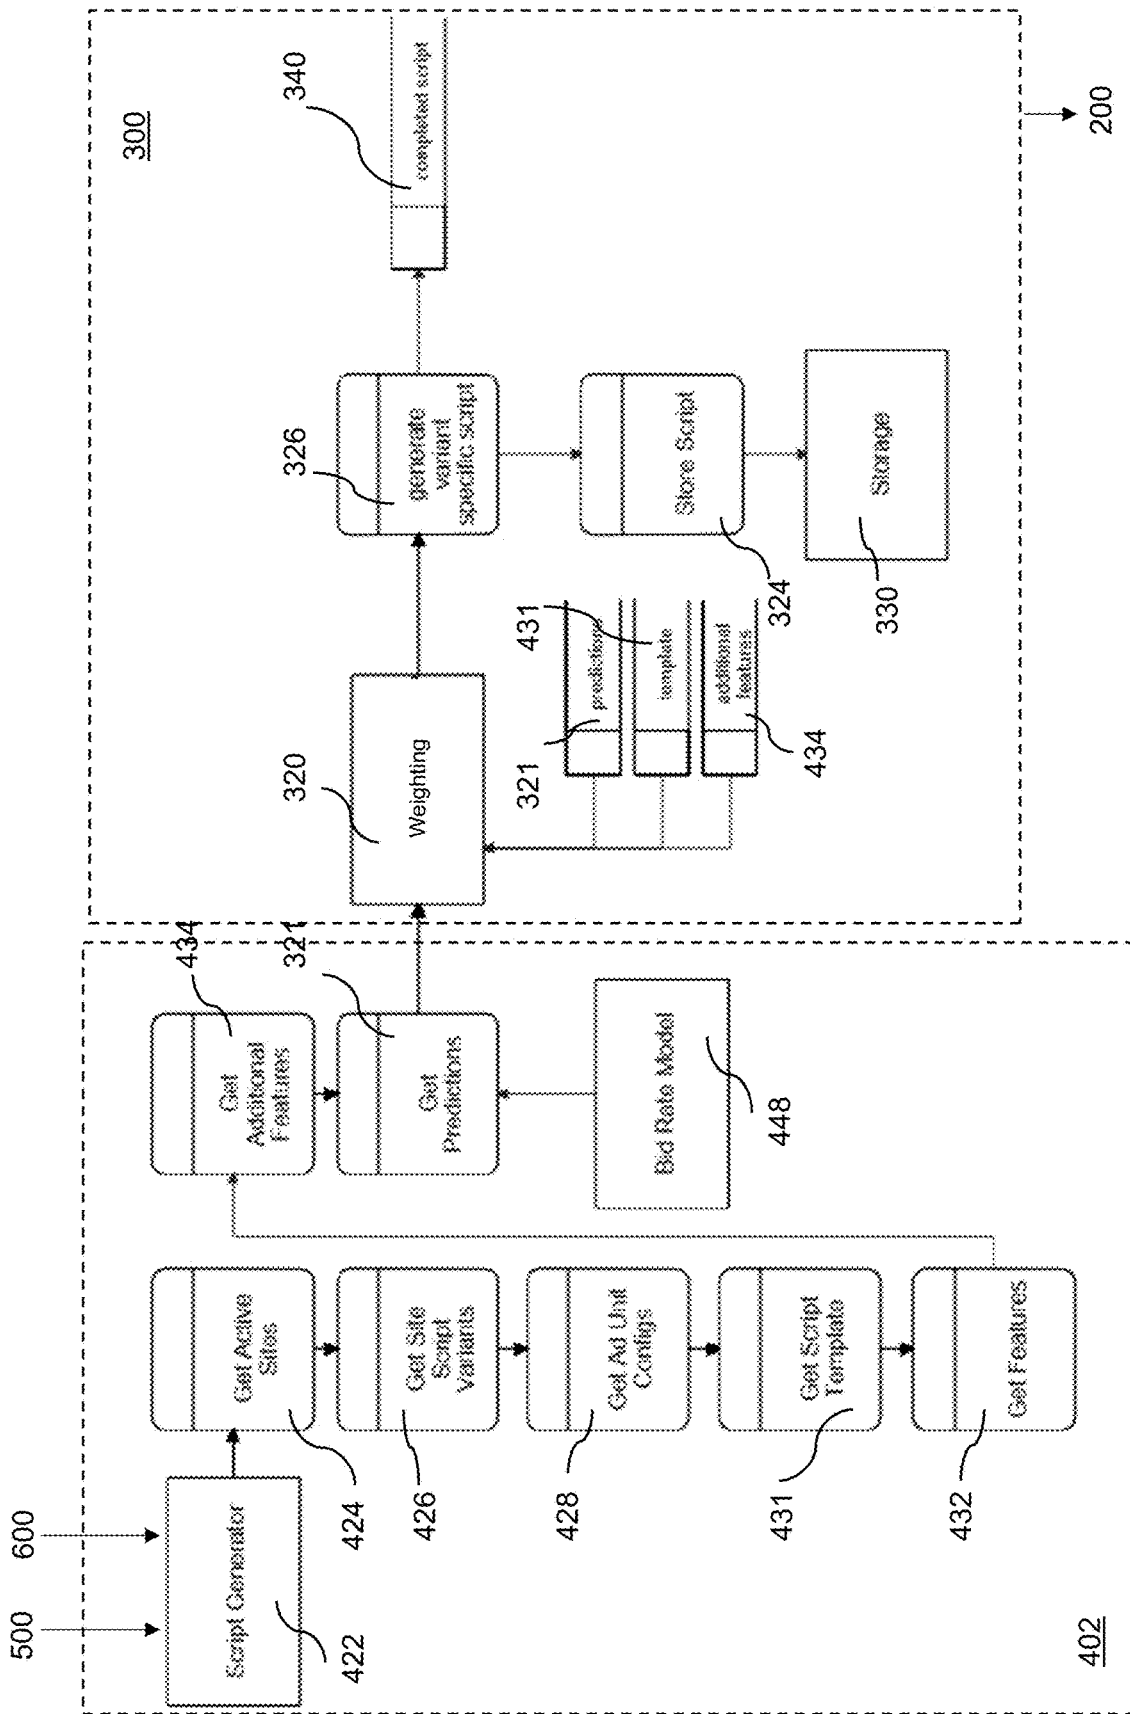 500
600
Script Generator
422
Get Active
Sites
424
Get Site
Script
Variants
426
Get Ad Unit
Configs
428
Get Script
Template
431
Get Features
432
402
Get
Additional
Features
434
Get
Predictions
321
Bid Rate Model
448
300
Weighting
320
predictions
321
template
431
additional
features
434
generate
variant
specific script
326
Store Script
324
Storage
330
completed script
340
200